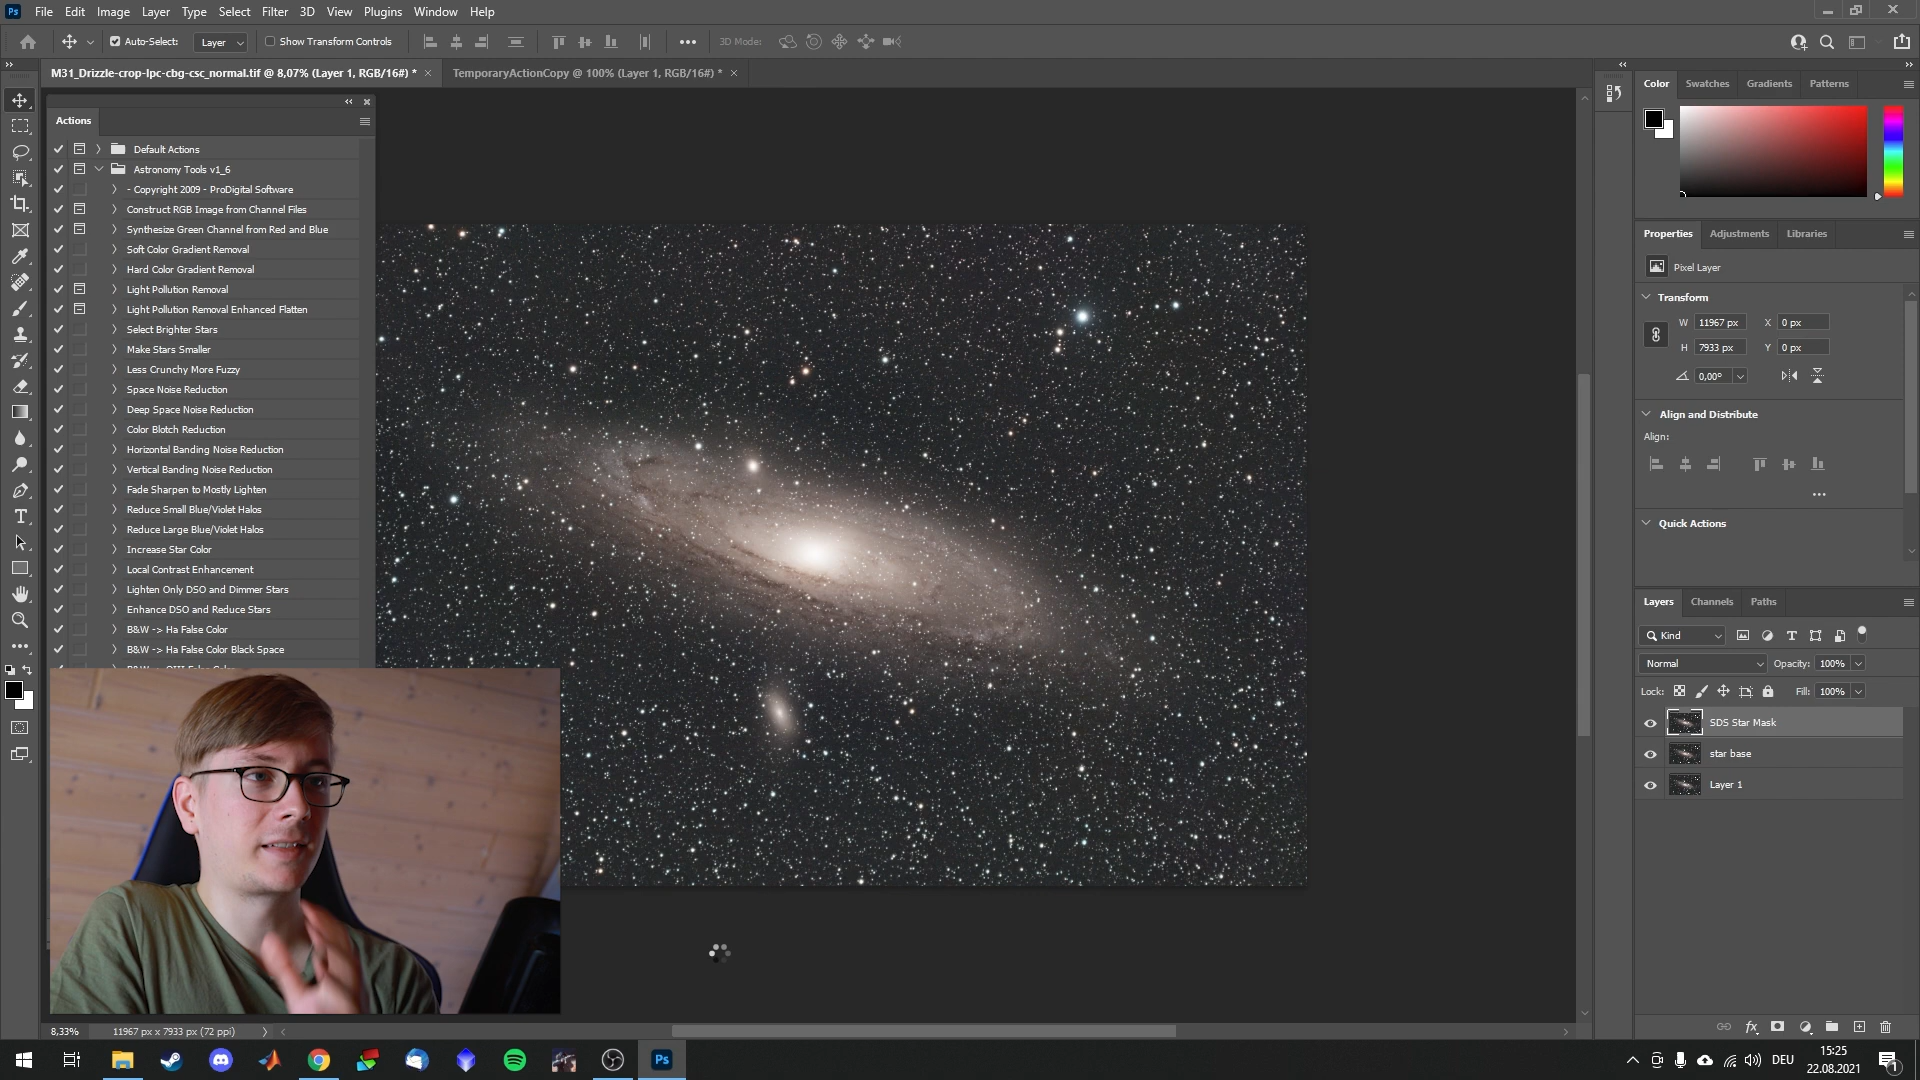 Ps File Edit Image Layer Type Select Filter 3D View Plugins Window Help
Auto-Select: Layer Show Transform Controls 3D Mode:
M31_Drizzle-crop-lpc-cbg-csc_normal.tif @ 8,07% (Layer 1, RGB/16#) * TemporaryActionCopy @ 100% (Layer 1, RGB/16#) *
Actions
Default Actions
Astronomy Tools v1_6
- Copyright 2009 - ProDigital Software
Construct RGB Image from Channel Files
Synthesize Green Channel from Red and Blue
Soft Color Gradient Removal
Hard Color Gradient Removal
Light Pollution Removal
Light Pollution Removal Enhanced Flatten
Select Brighter Stars
Make Stars Smaller
Less Crunchy More Fuzzy
Space Noise Reduction
Deep Space Noise Reduction
Color Blotch Reduction
Horizontal Banding Noise Reduction
Vertical Banding Noise Reduction
Fade Sharpen to Mostly Lighten
Reduce Small Blue/Violet Halos
Reduce Large Blue/Violet Halos
Increase Star Color
Local Contrast Enhancement
Lighten Only DSO and Dimmer Stars
Enhance DSO and Reduce Stars
B&W -> Ha False Color
B&W -> Ha False Color Black Space
Color Swatches Gradients Patterns
Properties Adjustments Libraries
Pixel Layer
Transform
W 11967 px X 0 px
H 7933 px Y 0 px
0,00°
Align and Distribute
Align:
Quick Actions
Layers Channels Paths
Kind
Normal Opacity: 100%
Lock: Fill: 100%
SDS Star Mask
star base
Layer 1
8,33% 11967 px x 7933 px (72 ppi)
Ps
DEU
15:25
22.08.2021
1